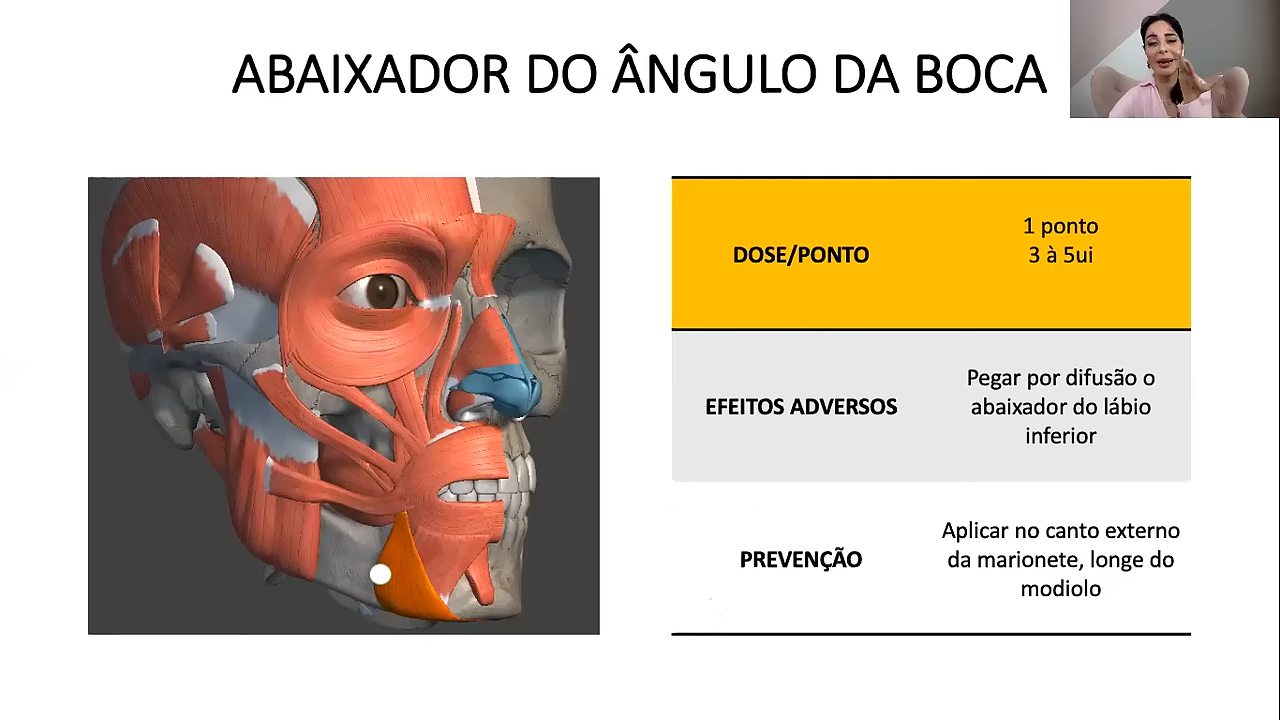 ABAIXADOR DO ÂNGULO DA BOCA
DOSE/PONTO
1 ponto
3 à 5ui
EFEITOS ADVERSOS
Pegar por difusão o
abaixador do lábio
inferior
PREVENÇÃO
Aplicar no canto externo
da marionete, longe do
modiolo